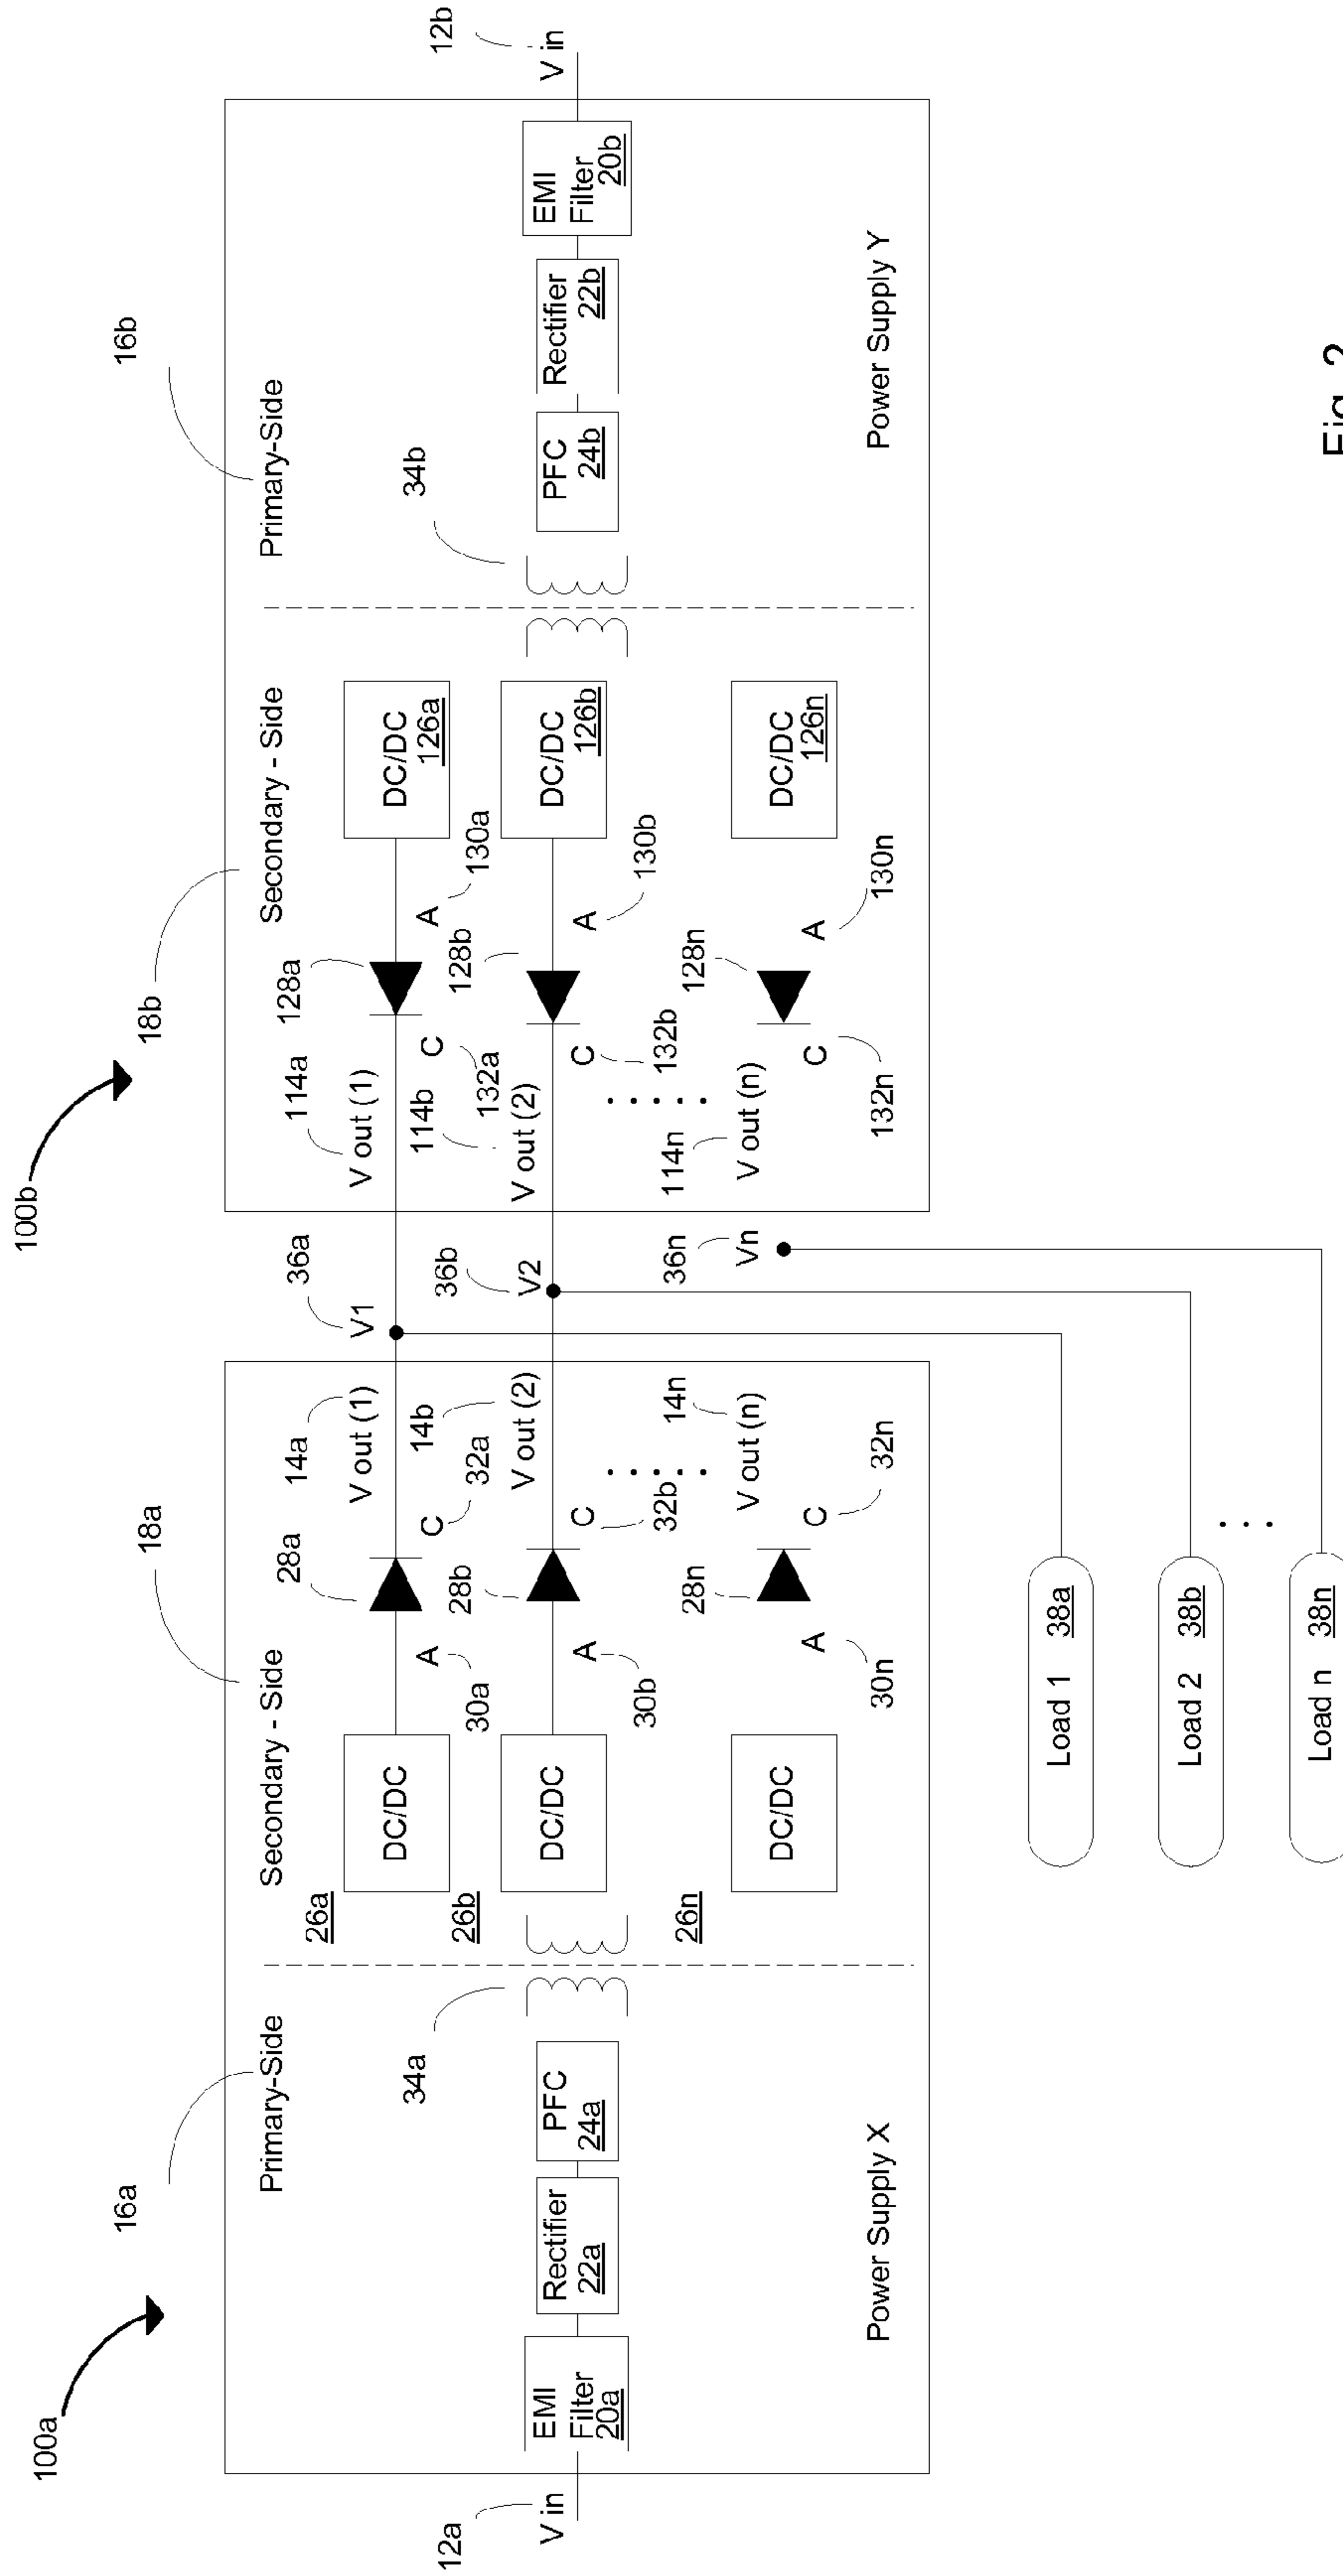 100a
100b
16a
18a
18b
16b
Primary-Side
Secondary - Side
Secondary - Side
Primary-Side
12a
V in
EMI
Filter
20a
Rectifier
22a
PFC
24a
34a
26a
DC/DC
26b
DC/DC
26n
DC/DC
28a
A
30a
C
32a
14a
V out (1)
28b
A
30b
C
32b
14b
V out (2)
28n
A
30n
C
32n
14n
V out (n)
.....
Power Supply X
36a
V1
36b
V2
36n
Vn
114a
V out (1)
128a
C
132a
A
130a
DC/DC
126a
114b
V out (2)
128b
C
132b
A
130b
DC/DC
126b
.....
114n
V out (n)
128n
C
132n
A
130n
DC/DC
126n
34b
PFC
24b
Rectifier
22b
EMI
Filter
20b
V in
12b
Power Supply Y
Load 1 38a
Load 2 38b
...
Load n 38n
Fig. 2